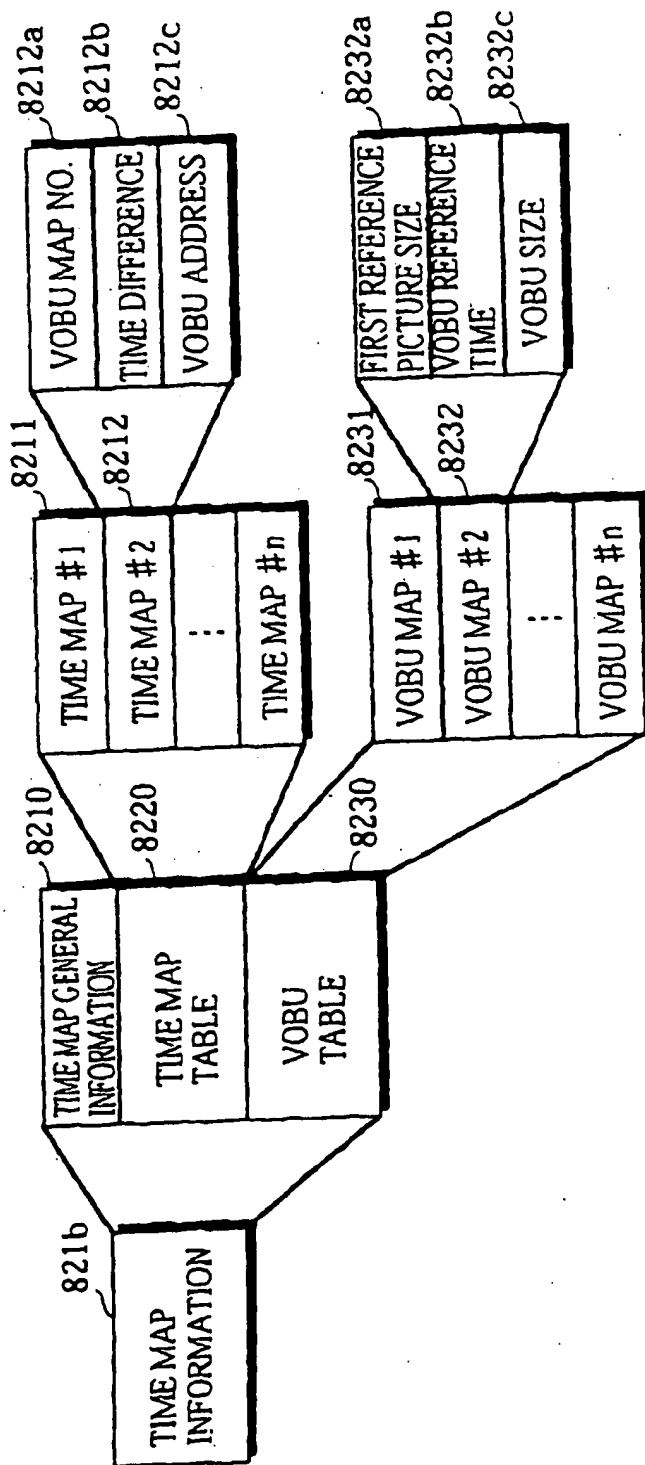 821b
TIME MAP
INFORMATION
8210
TIME MAP GENERAL
INFORMATION
8220
TIME MAP
TABLE
8230
VOBU
TABLE
8211
TIME MAP #1
8212
TIME MAP #2
⋮
TIME MAP #n
8231
VOBU MAP #1
8232
VOBU MAP #2
⋮
VOBU MAP #n
8212a
VOBU MAP NO.
8212b
TIME DIFFERENCE
8212c
VOBU ADDRESS
8232a
FIRST REFERENCE
PICTURE SIZE
8232b
VOBU REFERENCE
TIME
8232c
VOBU SIZE